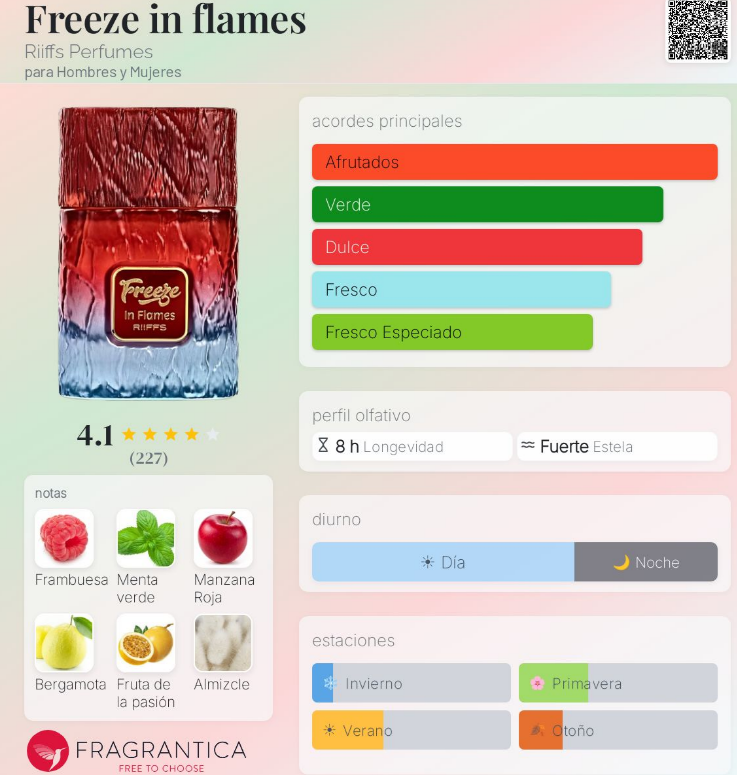 Freeze in flames
Riiffs Perfumes
para Hombres y Mujeres
Freeze
In Flames
RIIFFS
4.1
(227)
notas
Frambuesa
Menta
verde
Manzana
Roja
Bergamota
Fruta de
la pasión
Almizcle
FRAGRANTICA
FREE TO CHOOSE
acordes principales
Afrutados
Verde
Dulce
Fresco
Fresco Especiado
perfil olfativo
8 h Longevidad
Fuerte Estela
diurno
Día
Noche
estaciones
Invierno
Primavera
Verano
Otoño